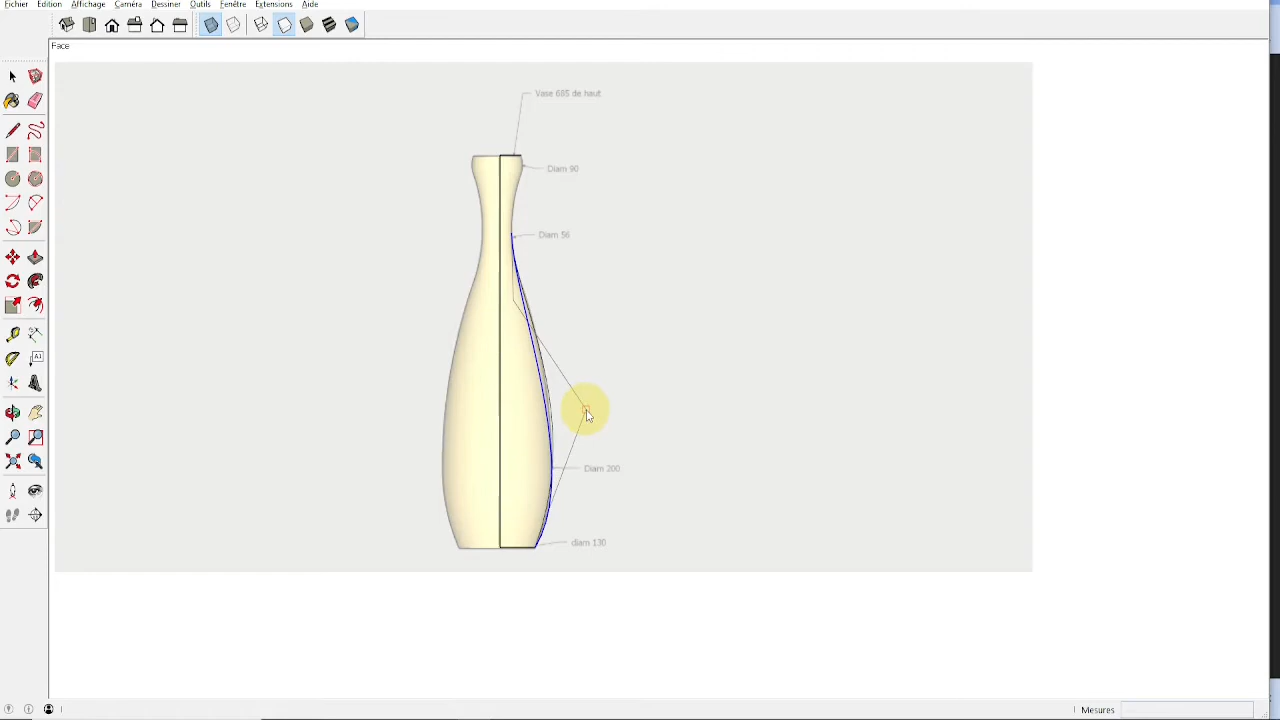 Fichier Edition Affichage Caméra Dessiner Outils Fenêtre Extensions Aide
Face
Vase 685 de haut
Diam 90
Diam 56
A1
Diam 200
diam 130
Mesures